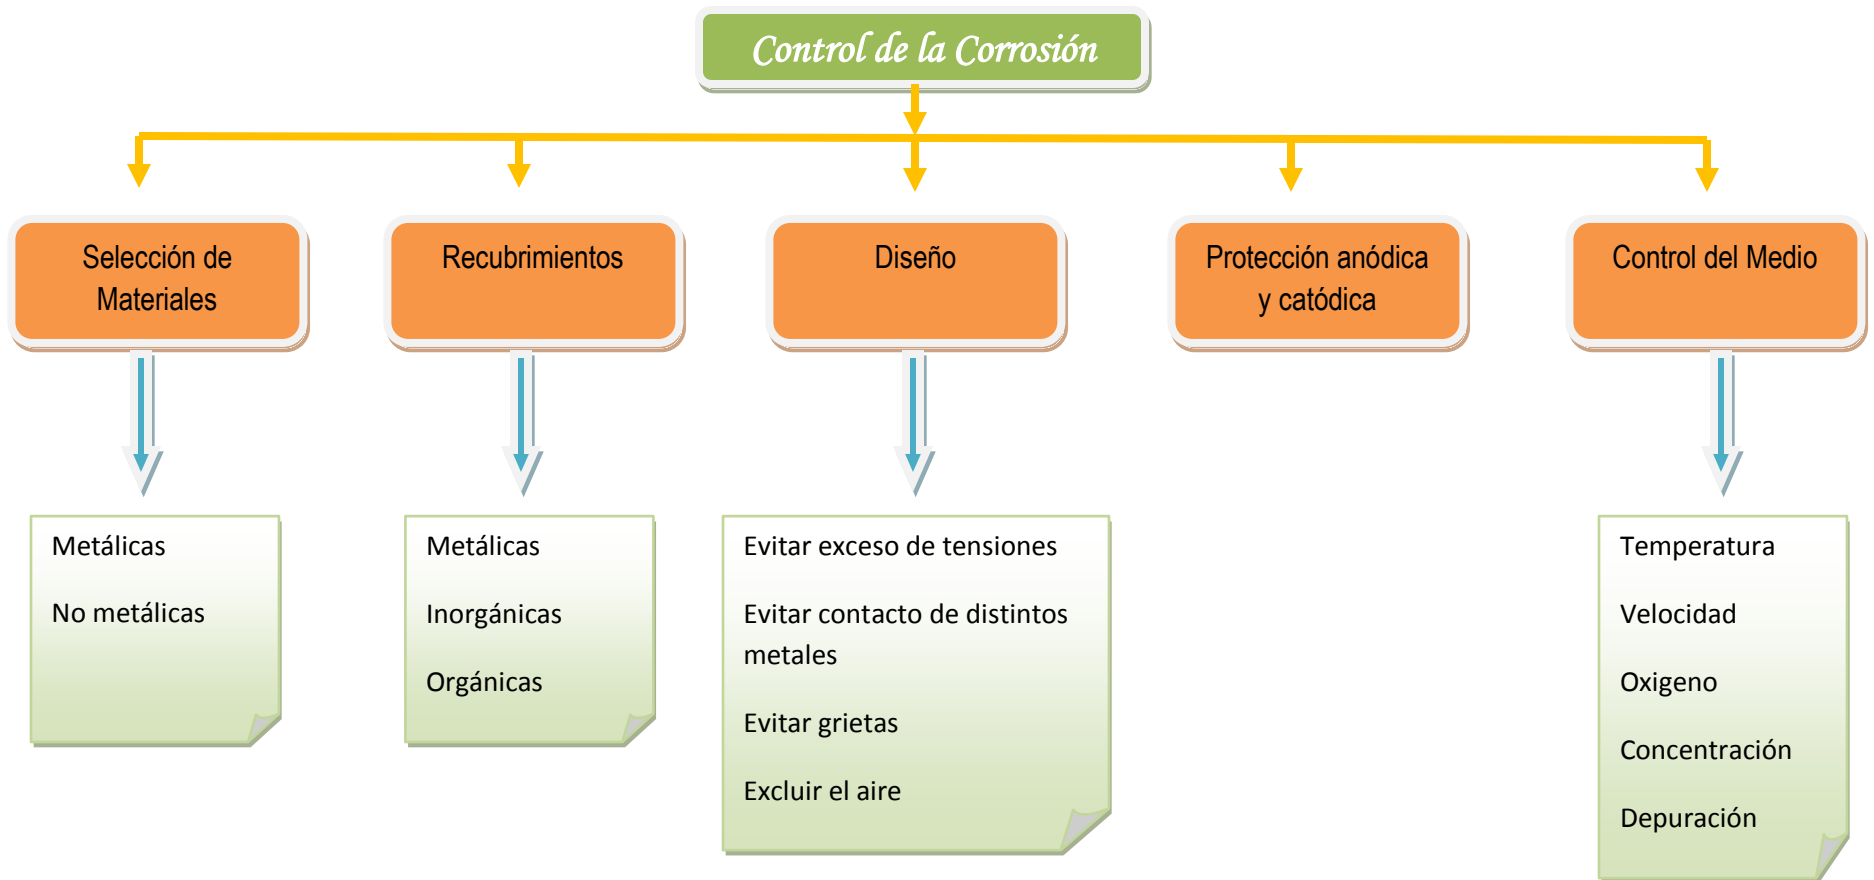 Control de la Corrosión
Selección de
Materiales
Recubrimientos
Diseño
Protección anódica
y catódica
Control del Medio
Metálicas
No metálicas
Metálicas
Inorgánicas
Orgánicas
Evitar exceso de tensiones
Evitar contacto de distintos
metales
Evitar grietas
Excluir el aire
Temperatura
Velocidad
Oxigeno
Concentración
Depuración